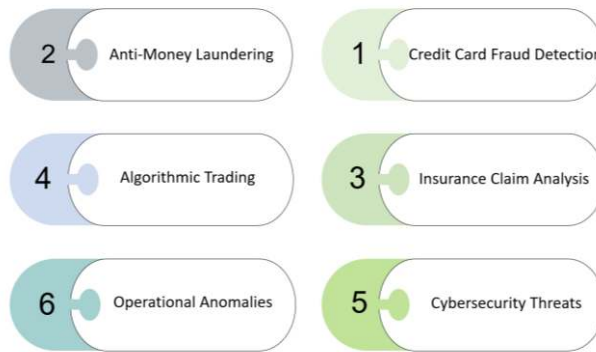 2 Anti-Money Laundering
1 Credit Card Fraud Detection
4 Algorithmic Trading
3 Insurance Claim Analysis
6 Operational Anomalies
5 Cybersecurity Threats